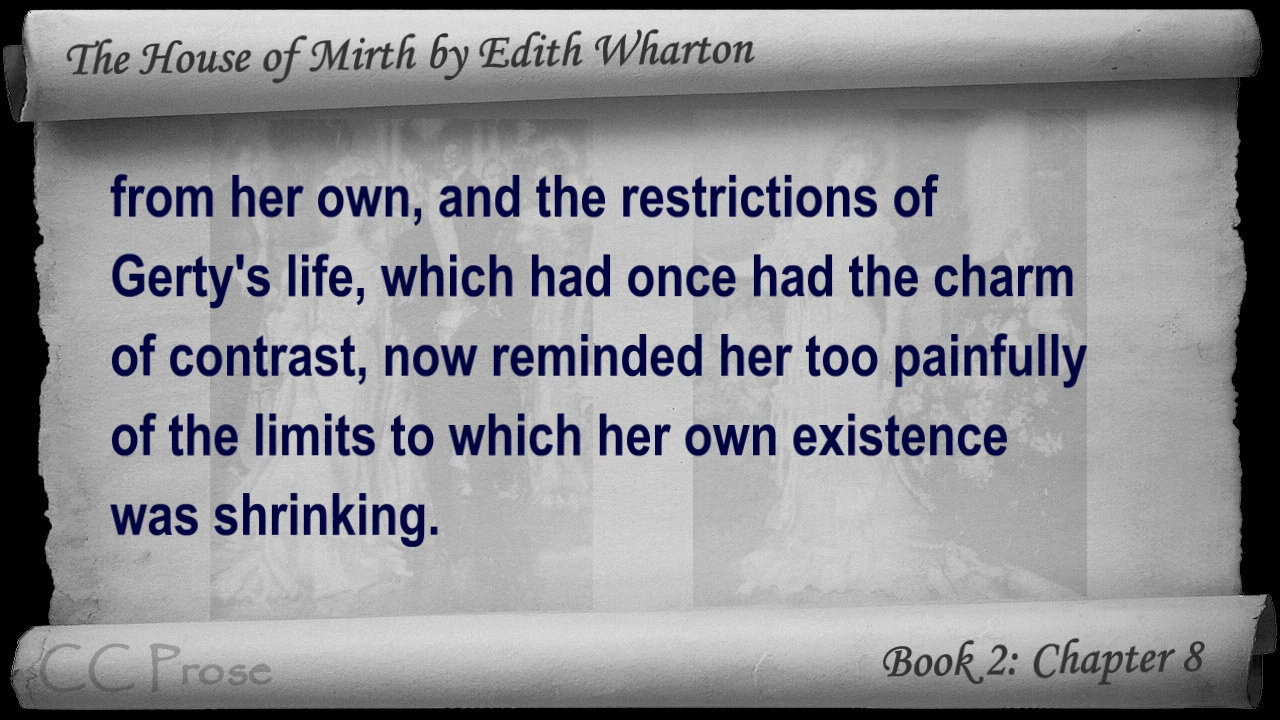 The House of Mirth by Edith Wharton
from her own, and the restrictions of
Gerty's life, which had once had the charm
of contrast, now reminded her too painfully
of the limits to which her own existence
was shrinking.
CC Prose
Book 2: Chapter 8